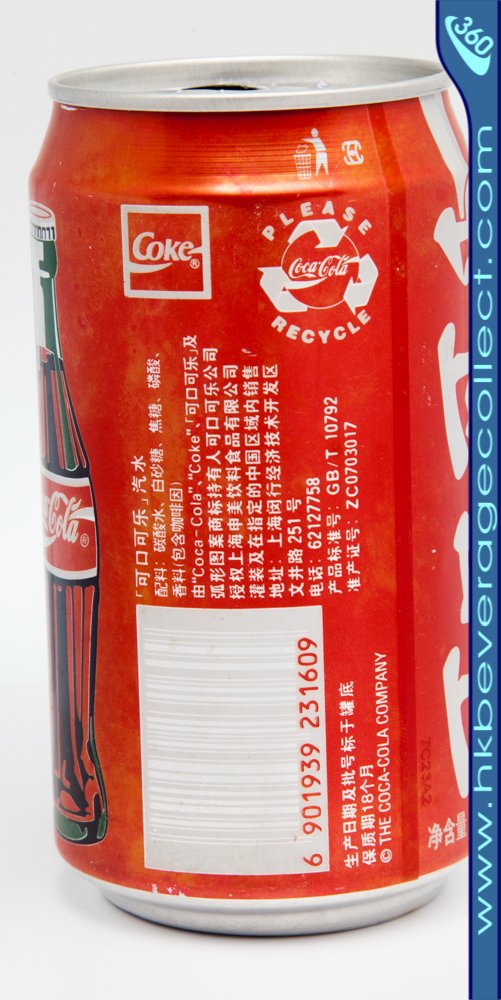 Coke®
PLEASE
RECYCLE
Coca-Cola
Coca-Cola®
「可口可乐」汽水
配料：碳酸水、白砂糖、焦糖、磷酸、
香料(包含咖啡因)
由“Coca-Cola”、“Coke”、「可口可乐」及
弧形图案商标持有人可口可乐公司
授权上海申美饮料食品有限公司
灌装及在指定的中国区域内销售
地址：上海闵行经济技术开发区
文井路 251 号
电话：62127758
产品标准号：GB/T 10792
准产证号：ZC0703017
6 901939 231609
生产日期及批号标于罐底
保质期18个月
© THE COCA-COLA COMPANY
7C23A2
净含量
360
www.hkbeveragecollect.com